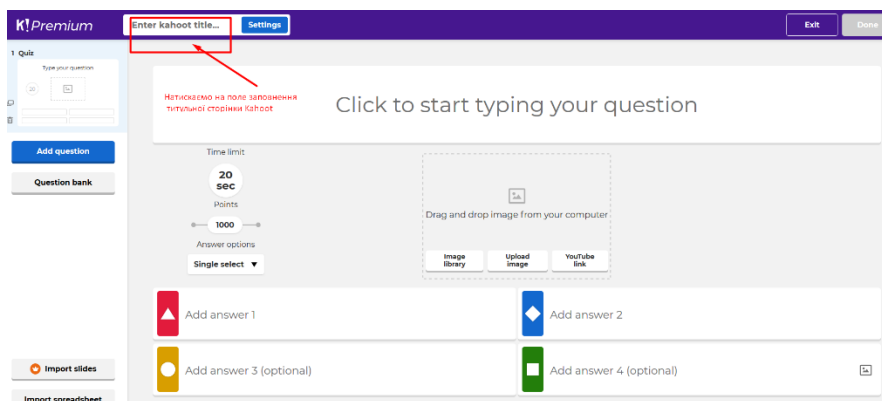 K! Premium
Enter kahoot title...
Settings
Exit
Done
1 Quiz
Type your question
20
Add question
Question bank
Import slides
Import spreadsheet
Натискаємо на поле заповнення
титульної сторінки Kahoot
Click to start typing your question
Time limit
20
sec
Points
1000
Answer options
Single select
Drag and drop image from your computer
Image
library
Upload
image
YouTube
link
Add answer 1
Add answer 2
Add answer 3 (optional)
Add answer 4 (optional)